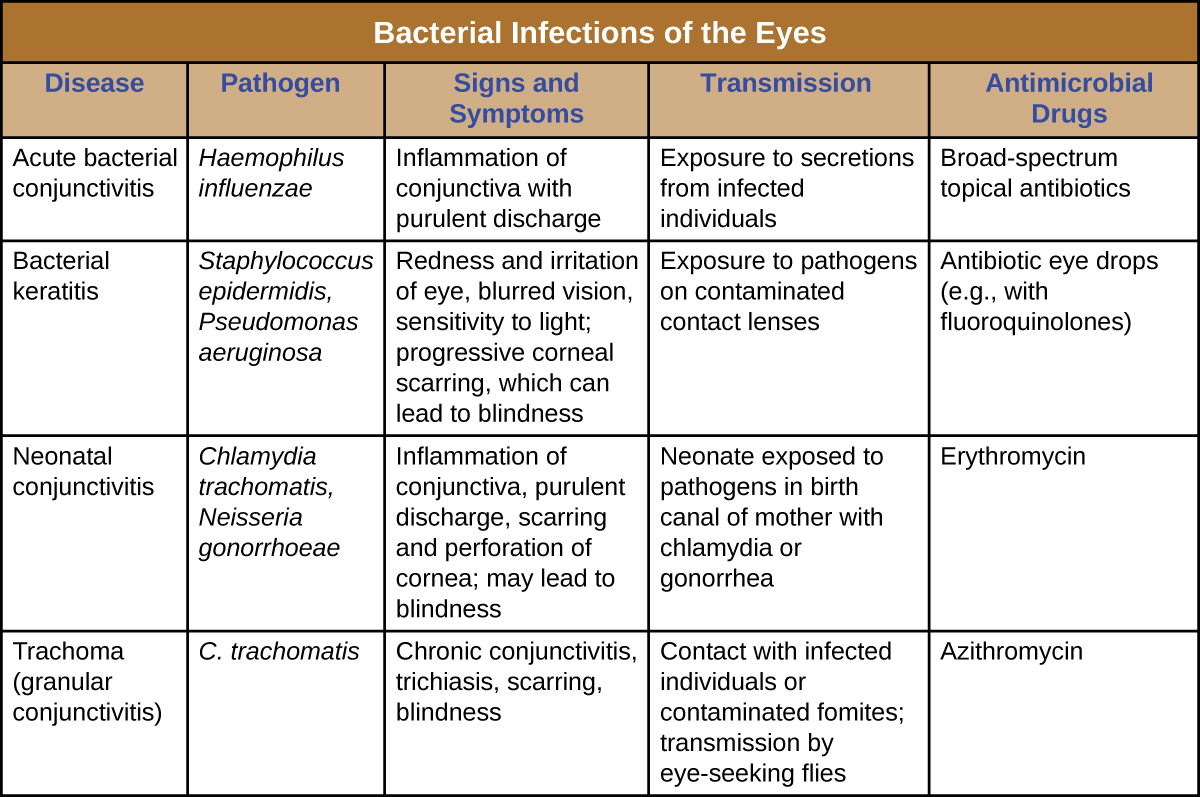 Bacterial Infections of the Eyes
Disease
Pathogen
Signs and
Symptoms
Transmission
Antimicrobial
Drugs
Acute bacterial
conjunctivitis
Haemophilus
influenzae
Inflammation of
conjunctiva with
purulent discharge
Exposure to secretions
from infected
individuals
Broad-spectrum
topical antibiotics
Bacterial
keratitis
Staphylococcus
epidermidis,
Pseudomonas
aeruginosa
Redness and irritation
of eye, blurred vision,
sensitivity to light;
progressive corneal
scarring, which can
lead to blindness
Exposure to pathogens
on contaminated
contact lenses
Antibiotic eye drops
(e.g., with
fluoroquinolones)
Neonatal
conjunctivitis
Chlamydia
trachomatis,
Neisseria
gonorrhoeae
Inflammation of
conjunctiva, purulent
discharge, scarring
and perforation of
cornea; may lead to
blindness
Neonate exposed to
pathogens in birth
canal of mother with
chlamydia or
gonorrhea
Erythromycin
Trachoma
(granular
conjunctivitis)
C. trachomatis
Chronic conjunctivitis,
trichiasis, scarring,
blindness
Contact with infected
individuals or
contaminated fomites;
transmission by
eye-seeking flies
Azithromycin